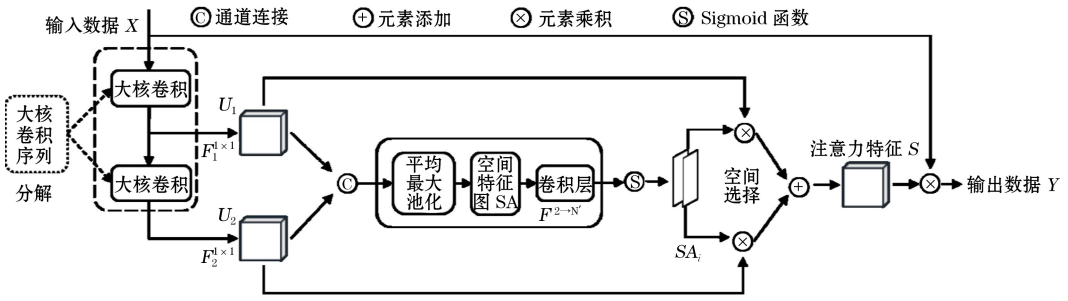 输入数据 X
C 通道连接
+ 元素添加
× 元素乘积
S Sigmoid 函数
大核卷积
大核
卷积
序列
分解
大核卷积
U₁
F₁^{1×1}
U₂
F₂^{1×1}
C
平均
最大
池化
空间
特征
图 SA
卷积层
F^{2→N′}
S
SAᵢ
×
空间
选择
×
+
注意力特征 S
×
输出数据 Y